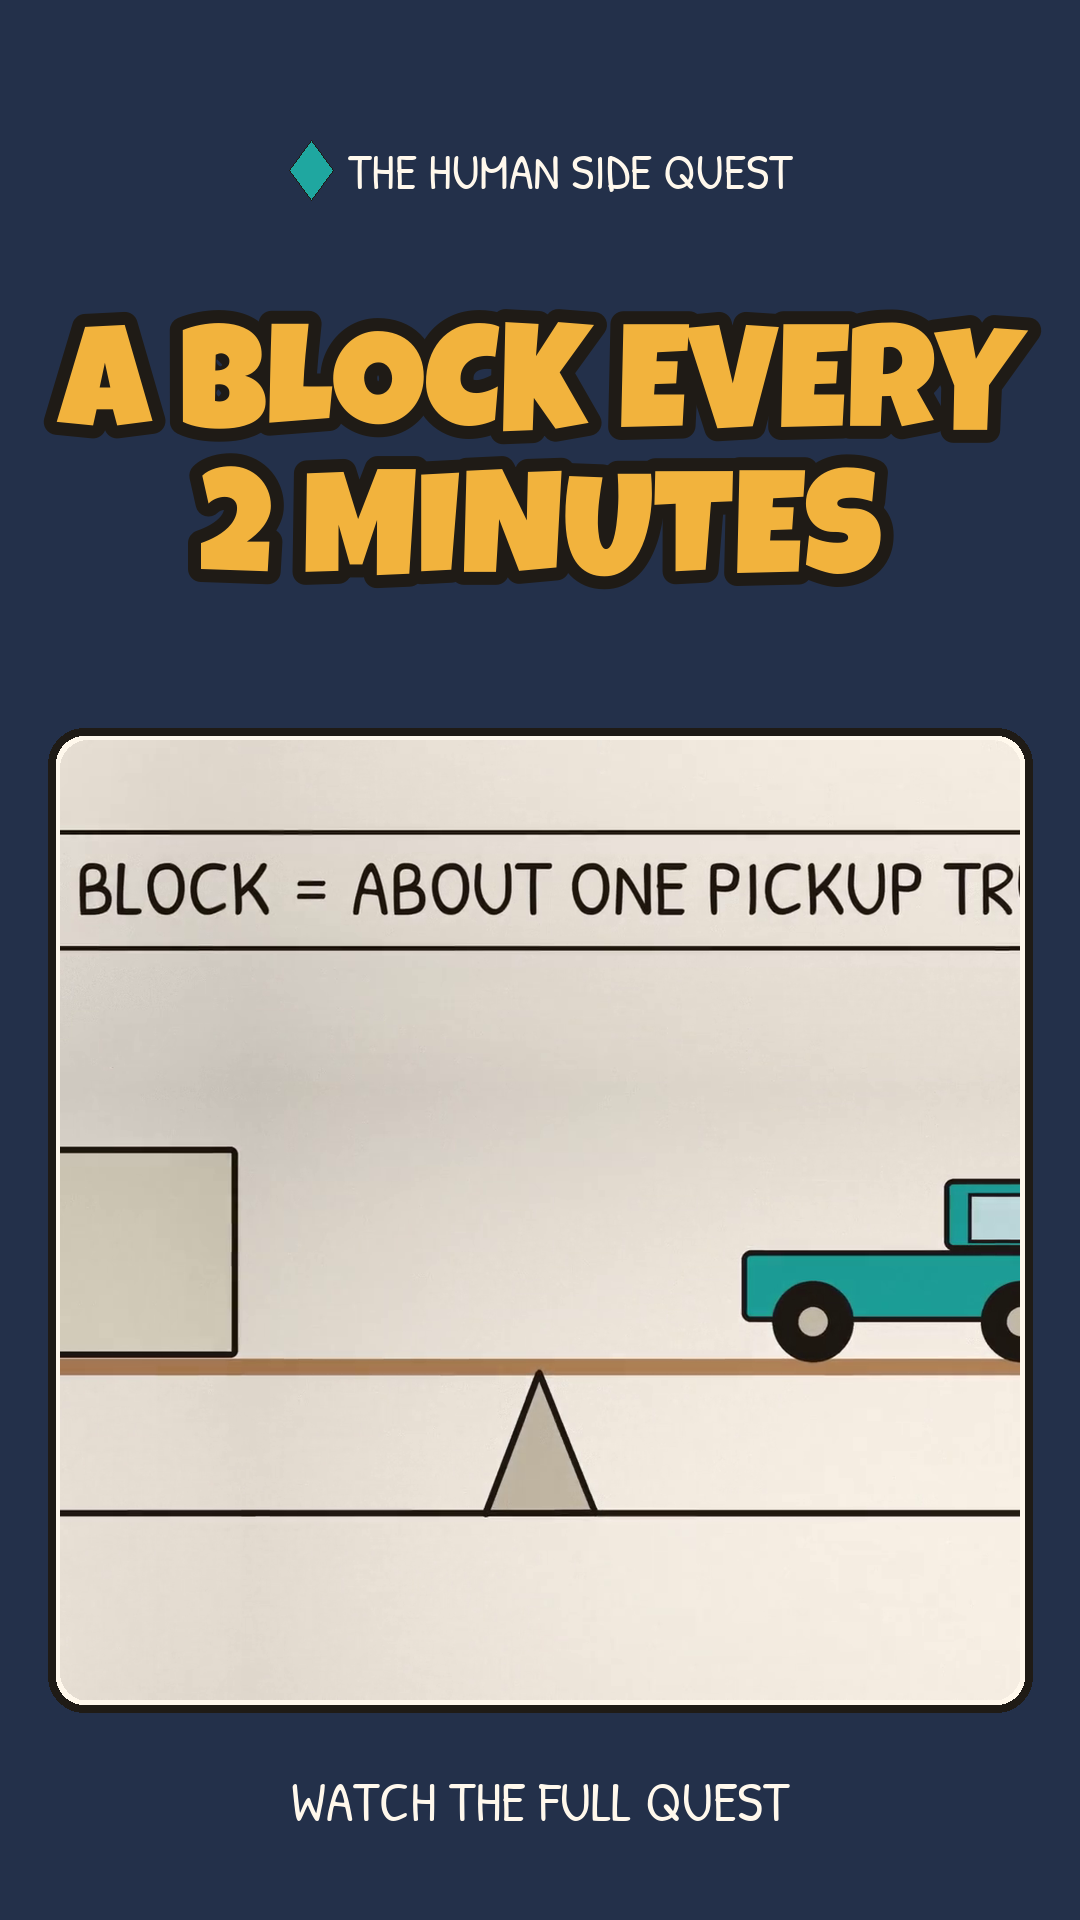 THE HUMAN SIDE QUEST
A BLOCK EVERY
2 MINUTES
BLOCK = ABOUT ONE PICKUP
WATCH THE FULL QUEST